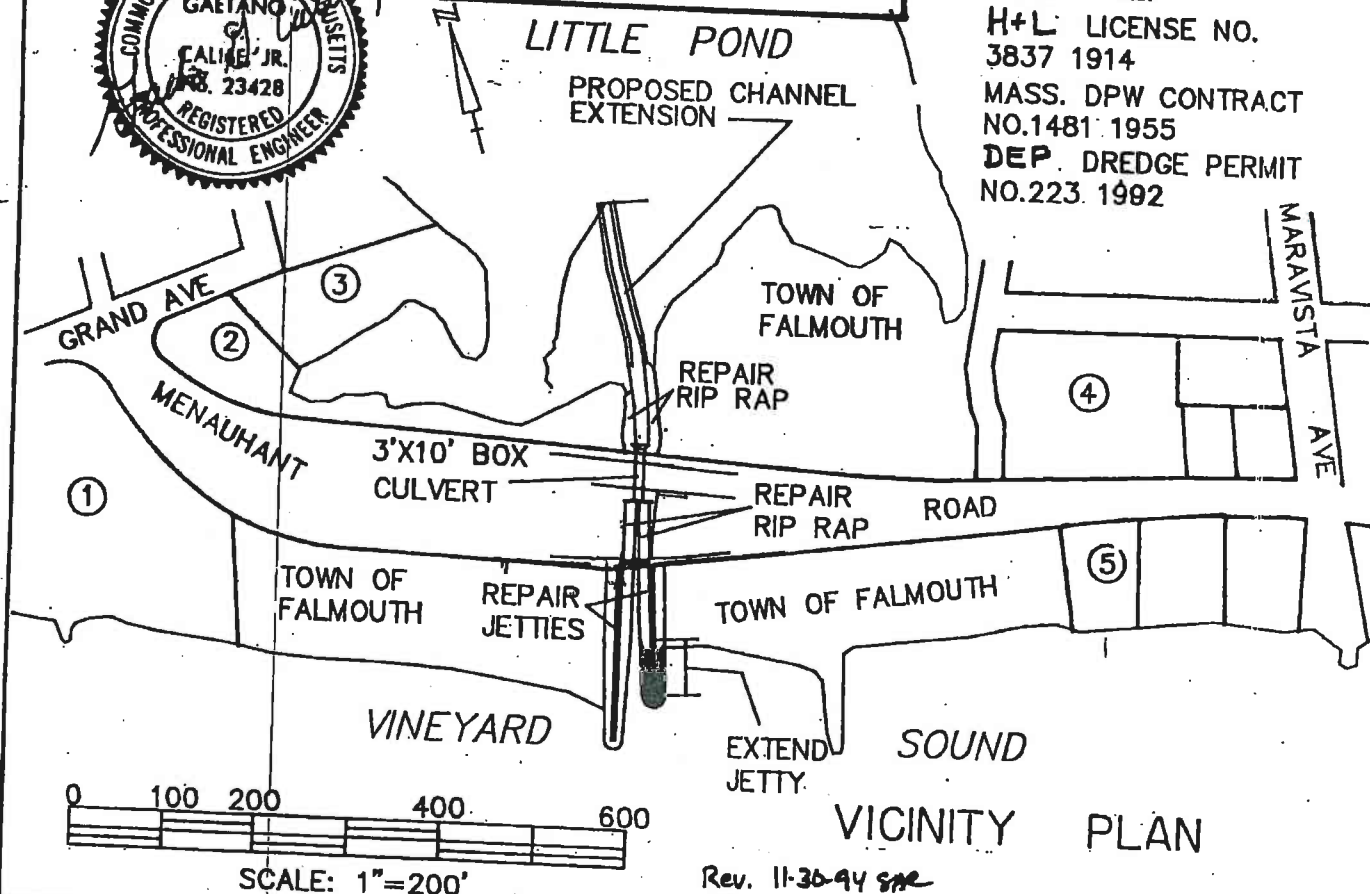 GAETANO
CALISE JR.
NO. 23428
REGISTERED
PROFESSIONAL ENGINEER
LITTLE POND
PROPOSED CHANNEL
EXTENSION
H+L LICENSE NO.
3837 1914
MASS. DPW CONTRACT
NO.1481 1955
DEP. DREDGE PERMIT
NO.223. 1992
MARAVISTA
AVE
GRAND AVE
3
2
TOWN OF
FALMOUTH
REPAIR
RIP RAP
4
MENAUHANT
3'X10' BOX
CULVERT
1
REPAIR
RIP RAP
ROAD
5
TOWN OF
FALMOUTH
REPAIR
JETTIES
TOWN OF FALMOUTH
VINEYARD
EXTEND
JETTY
SOUND
0 100 200 400 600
VICINITY PLAN
SCALE: 1"=200'
Rev. 11-30-94